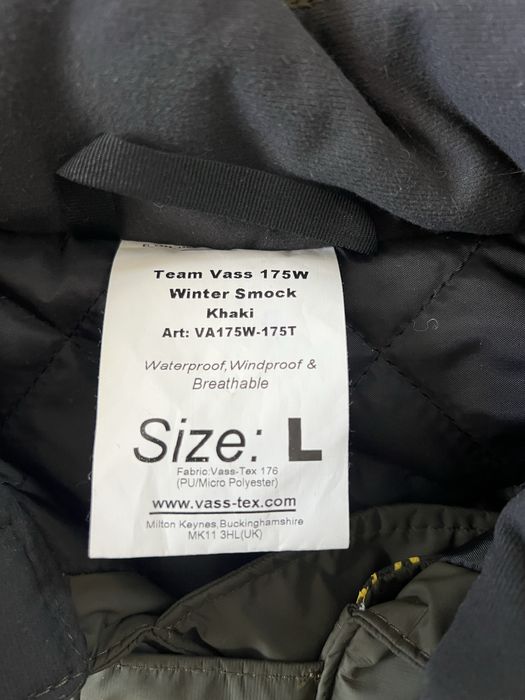 Team Vass 175W
Winter Smock
Khaki
Art: VA175W-175T
Waterproof,Windproof &
Breathable
Size: L
Fabric:Vass-Tex 176
(PU/Micro Polyester)
www.vass-tex.com
Milton Keynes,Buckinghamshire
MK11 3HL(UK)